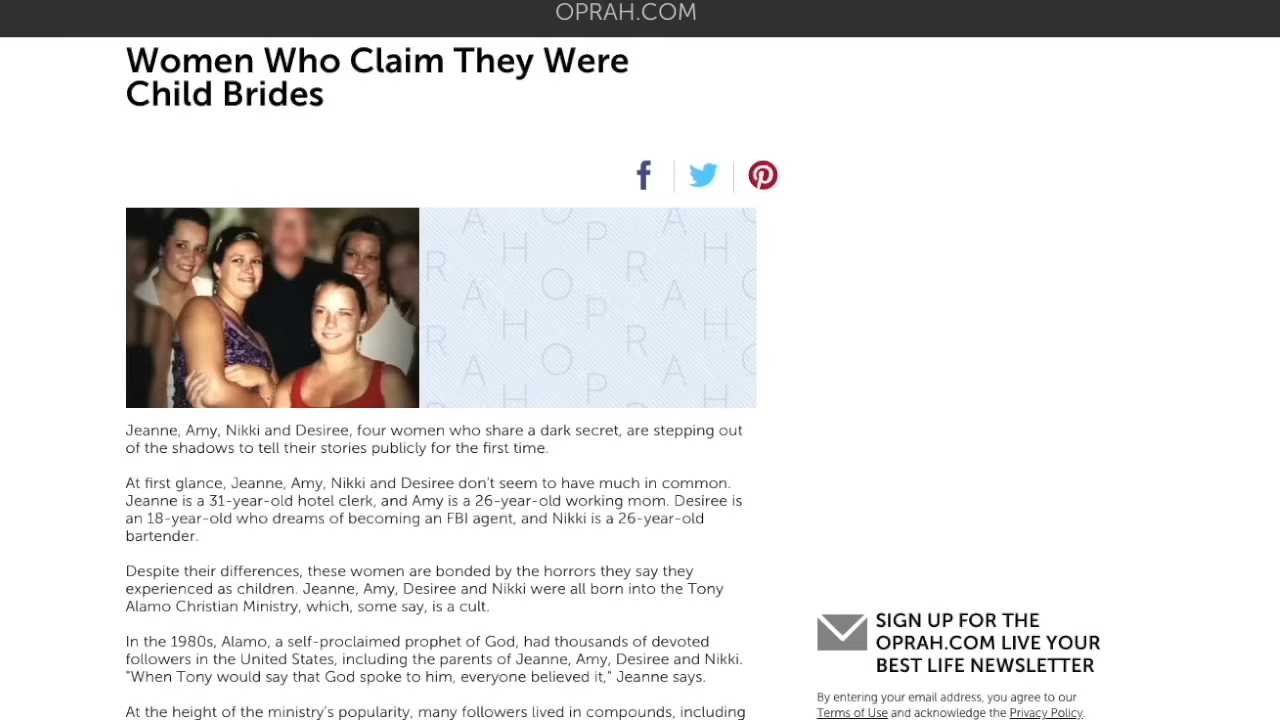 OPRAH.COM
Women Who Claim They Were
Child Brides
A H O P R A H
R A H O P R A H
R A H O P R A H
Jeanne, Amy, Nikki and Desiree, four women who share a dark secret, are stepping out
of the shadows to tell their stories publicly for the first time.
At first glance, Jeanne, Amy, Nikki and Desiree don't seem to have much in common.
Jeanne is a 31-year-old hotel clerk, and Amy is a 26-year-old working mom. Desiree is
an 18-year-old who dreams of becoming an FBI agent, and Nikki is a 26-year-old
bartender.
Despite their differences, these women are bonded by the horrors they say they
experienced as children. Jeanne, Amy, Desiree and Nikki were all born into the Tony
Alamo Christian Ministry, which, some say, is a cult.
In the 1980s, Alamo, a self-proclaimed prophet of God, had thousands of devoted
followers in the United States, including the parents of Jeanne, Amy, Desiree and Nikki.
"When Tony would say that God spoke to him, everyone believed it," Jeanne says.
At the height of the ministry's popularity, many followers lived in compounds, including
SIGN UP FOR THE
OPRAH.COM LIVE YOUR
BEST LIFE NEWSLETTER
By entering your email address, you agree to our
Terms of Use and acknowledge the Privacy Policy.